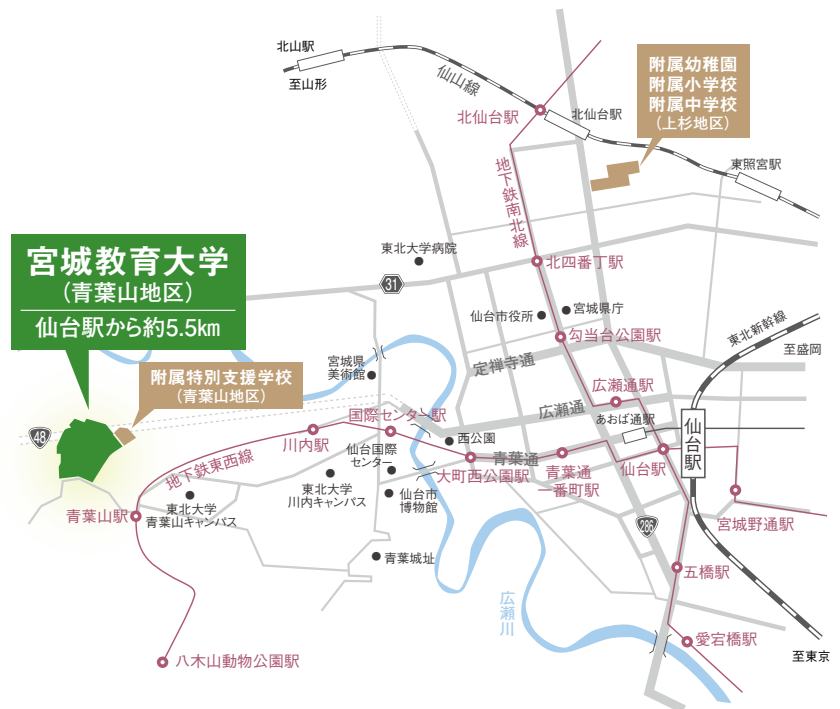 北山駅
至山形
仙山線
北仙台駅
北仙台駅
附属幼稚園
附属小学校
附属中学校
(上杉地区)
東照宮駅
地下鉄南北線
宮城教育大学
(青葉山地区)
仙台駅から約5.5km
東北大学病院
31
北四番丁駅
仙台市役所
宮城県庁
勾当台公園駅
東北新幹線
至盛岡
定禅寺通
宮城県
美術館
附属特別支援学校
(青葉山地区)
広瀬通駅
広瀬通
あおば通駅
仙台駅
48
国際センター駅
川内駅
西公園
青葉通
仙台駅
地下鉄東西線
仙台国際
センター
大町西公園駅
青葉通
一番町駅
東北大学
川内キャンパス
東北大学
青葉山キャンパス
仙台市
博物館
青葉山駅
宮城野通駅
286
青葉城址
五橋駅
広瀬川
愛宕橋駅
至東京
八木山動物公園駅